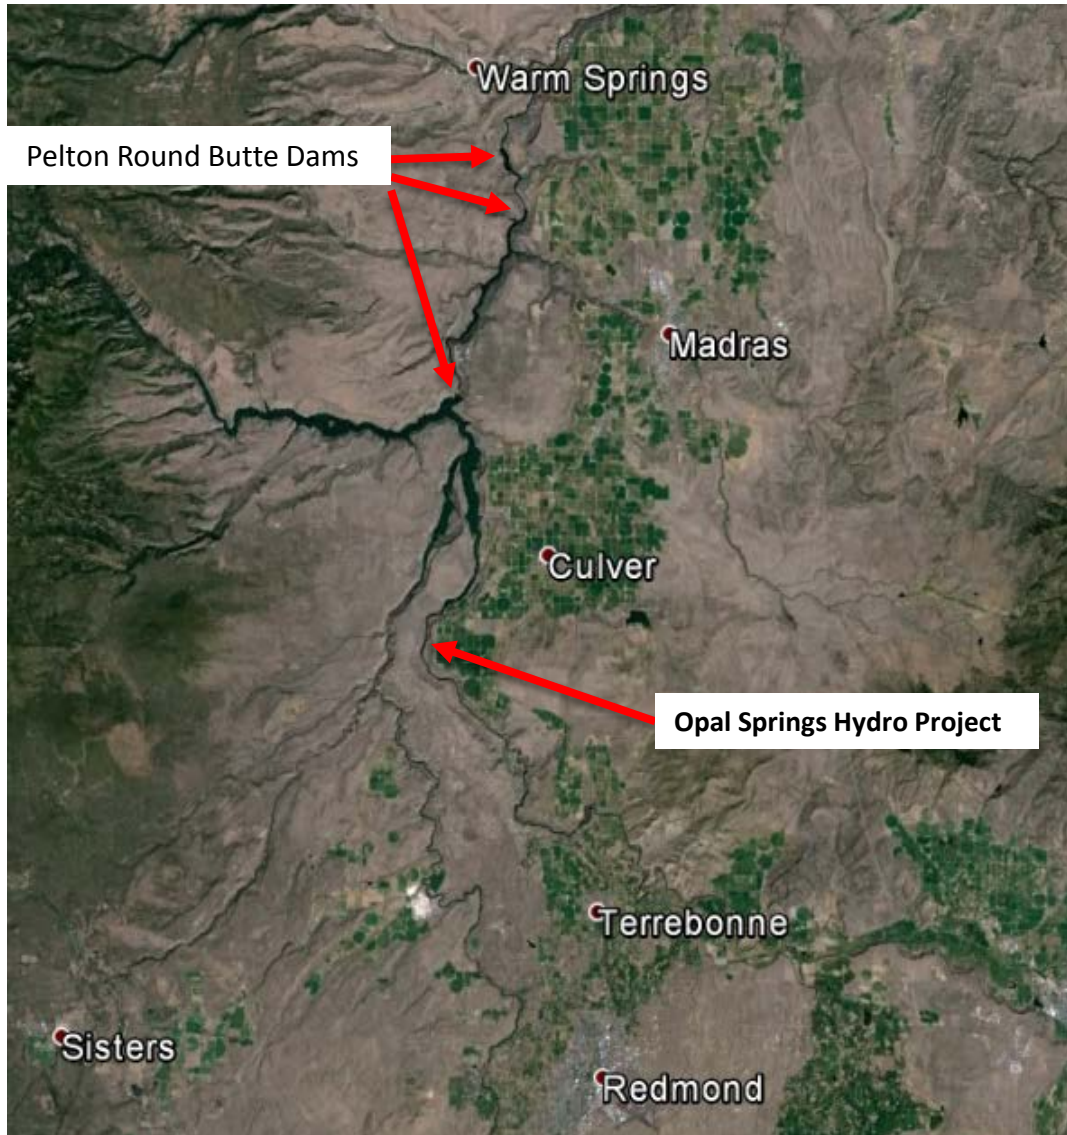 Warm Springs
Pelton Round Butte Dams
Madras
Culver
Opal Springs Hydro Project
Terrebonne
Sisters
Redmond